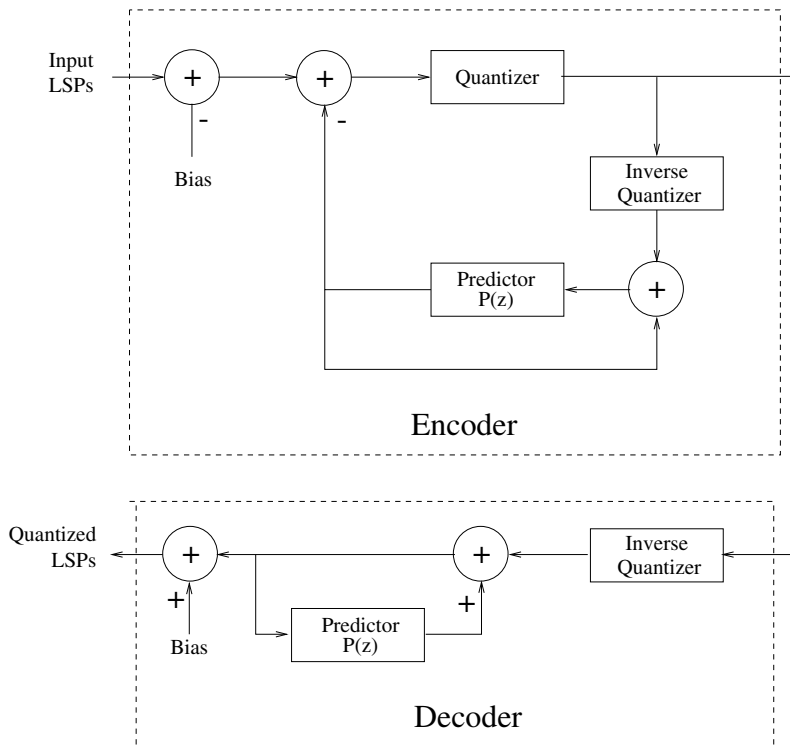 Input
LSPs
+
+
Quantizer
-
-
Bias
Inverse
Quantizer
Predictor
P(z)
+
Encoder
Quantized
LSPs
+
+
Inverse
Quantizer
+
+
Bias
Predictor
P(z)
Decoder